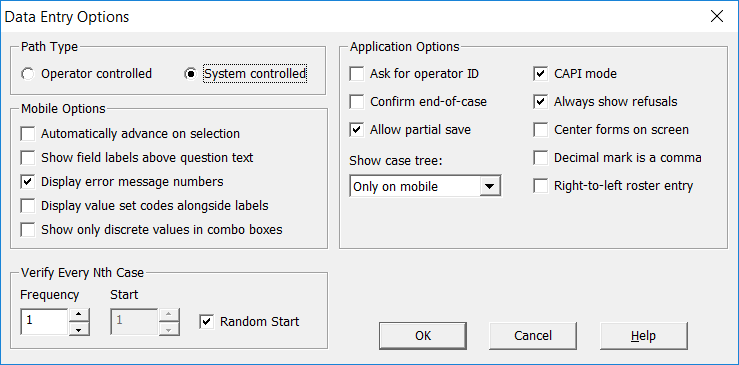 Data Entry Options
Path Type
Operator controlled
System controlled
Mobile Options
Automatically advance on selection
Show field labels above question text
Display error message numbers
Display value set codes alongside labels
Show only discrete values in combo boxes
Verify Every Nth Case
Frequency
Start
1
1
Random Start
Application Options
Ask for operator ID
Confirm end-of-case
Allow partial save
Show case tree:
Only on mobile
CAPI mode
Always show refusals
Center forms on screen
Decimal mark is a comma
Right-to-left roster entry
OK
Cancel
Help